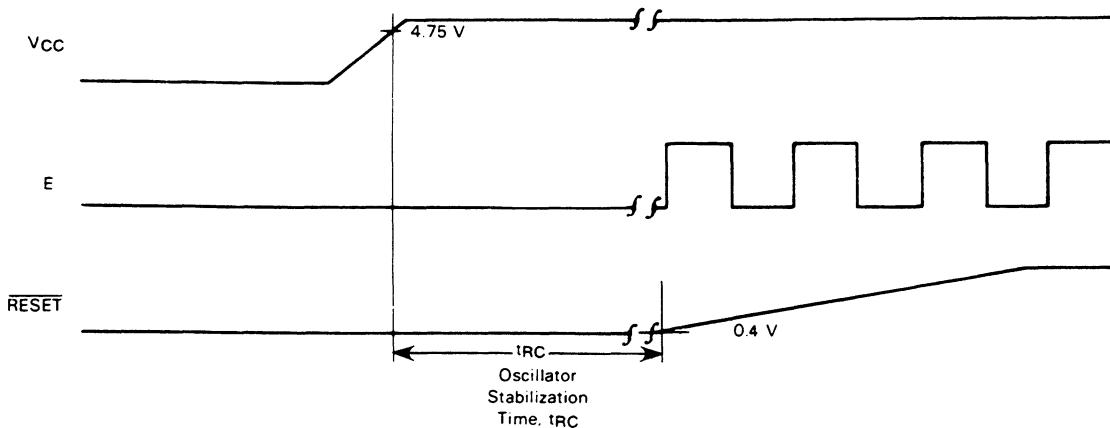 VCC
4.75 V
E
RESET
0.4 V
tRC
Oscillator
Stabilization
Time, tRC